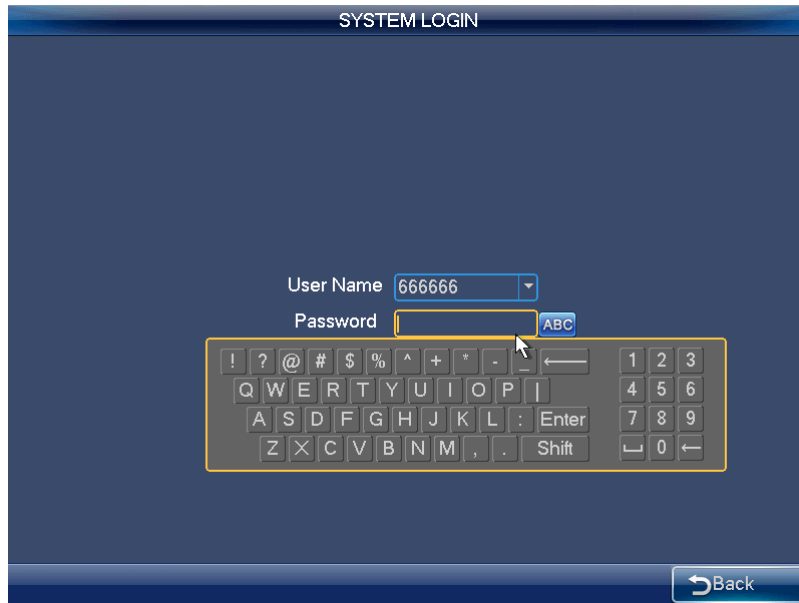 SYSTEM LOGIN
User Name 666666
Password ABC
! ? @ # $ % ^ + * - _ 1 2 3
Q W E R T Y U I O P | 4 5 6
A S D F G H J K L : Enter 7 8 9
Z X C V B N M , . Shift 0
Back